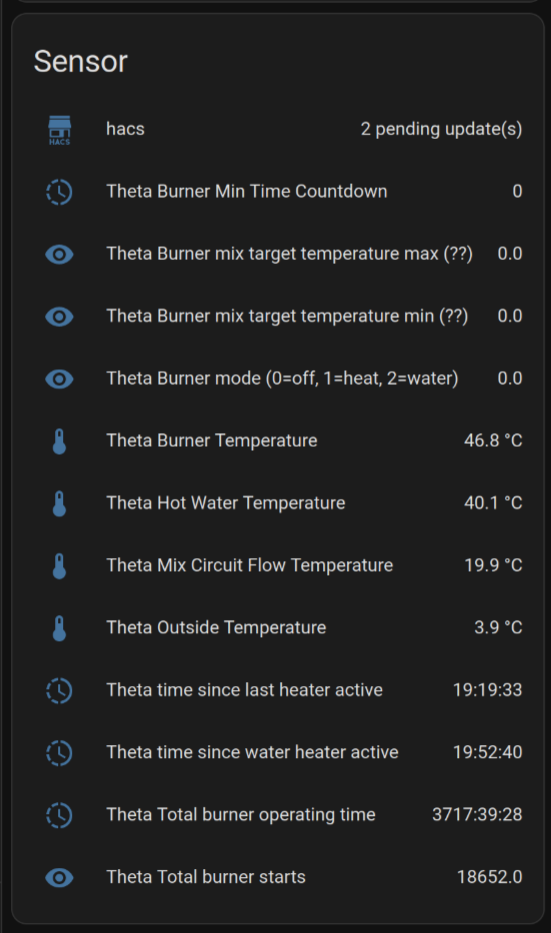 Sensor
HACS
hacs 2 pending update(s)
Theta Burner Min Time Countdown 0
Theta Burner mix target temperature max (??) 0.0
Theta Burner mix target temperature min (??) 0.0
Theta Burner mode (0=off, 1=heat, 2=water) 0.0
Theta Burner Temperature 46.8 °C
Theta Hot Water Temperature 40.1 °C
Theta Mix Circuit Flow Temperature 19.9 °C
Theta Outside Temperature 3.9 °C
Theta time since last heater active 19:19:33
Theta time since water heater active 19:52:40
Theta Total burner operating time 3717:39:28
Theta Total burner starts 18652.0